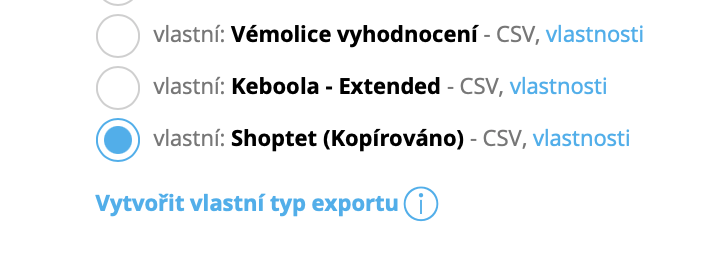 vlastní: Vémolice vyhodnocení - CSV, vlastnosti
vlastní: Keboola - Extended - CSV, vlastnosti
vlastní: Shoptet (Kopírováno) - CSV, vlastnosti
Vytvořit vlastní typ exportu